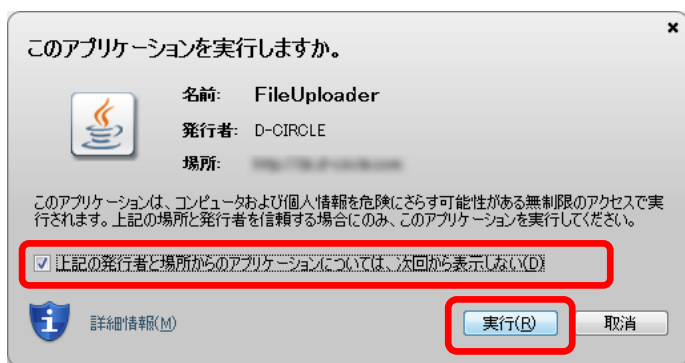 このアプリケーションを実行しますか。
名前: FileUploader
発行者: D-CIRCLE
場所:
このアプリケーションは、コンピュータおよび個人情報を危険にさらす可能性がある無制限のアクセスで実
行されます。上記の場所と発行者を信頼する場合にのみ、このアプリケーションを実行してください。
上記の発行者と場所からのアプリケーションについては、次回から表示しない(D)
詳細情報(M)
実行(R)
取消